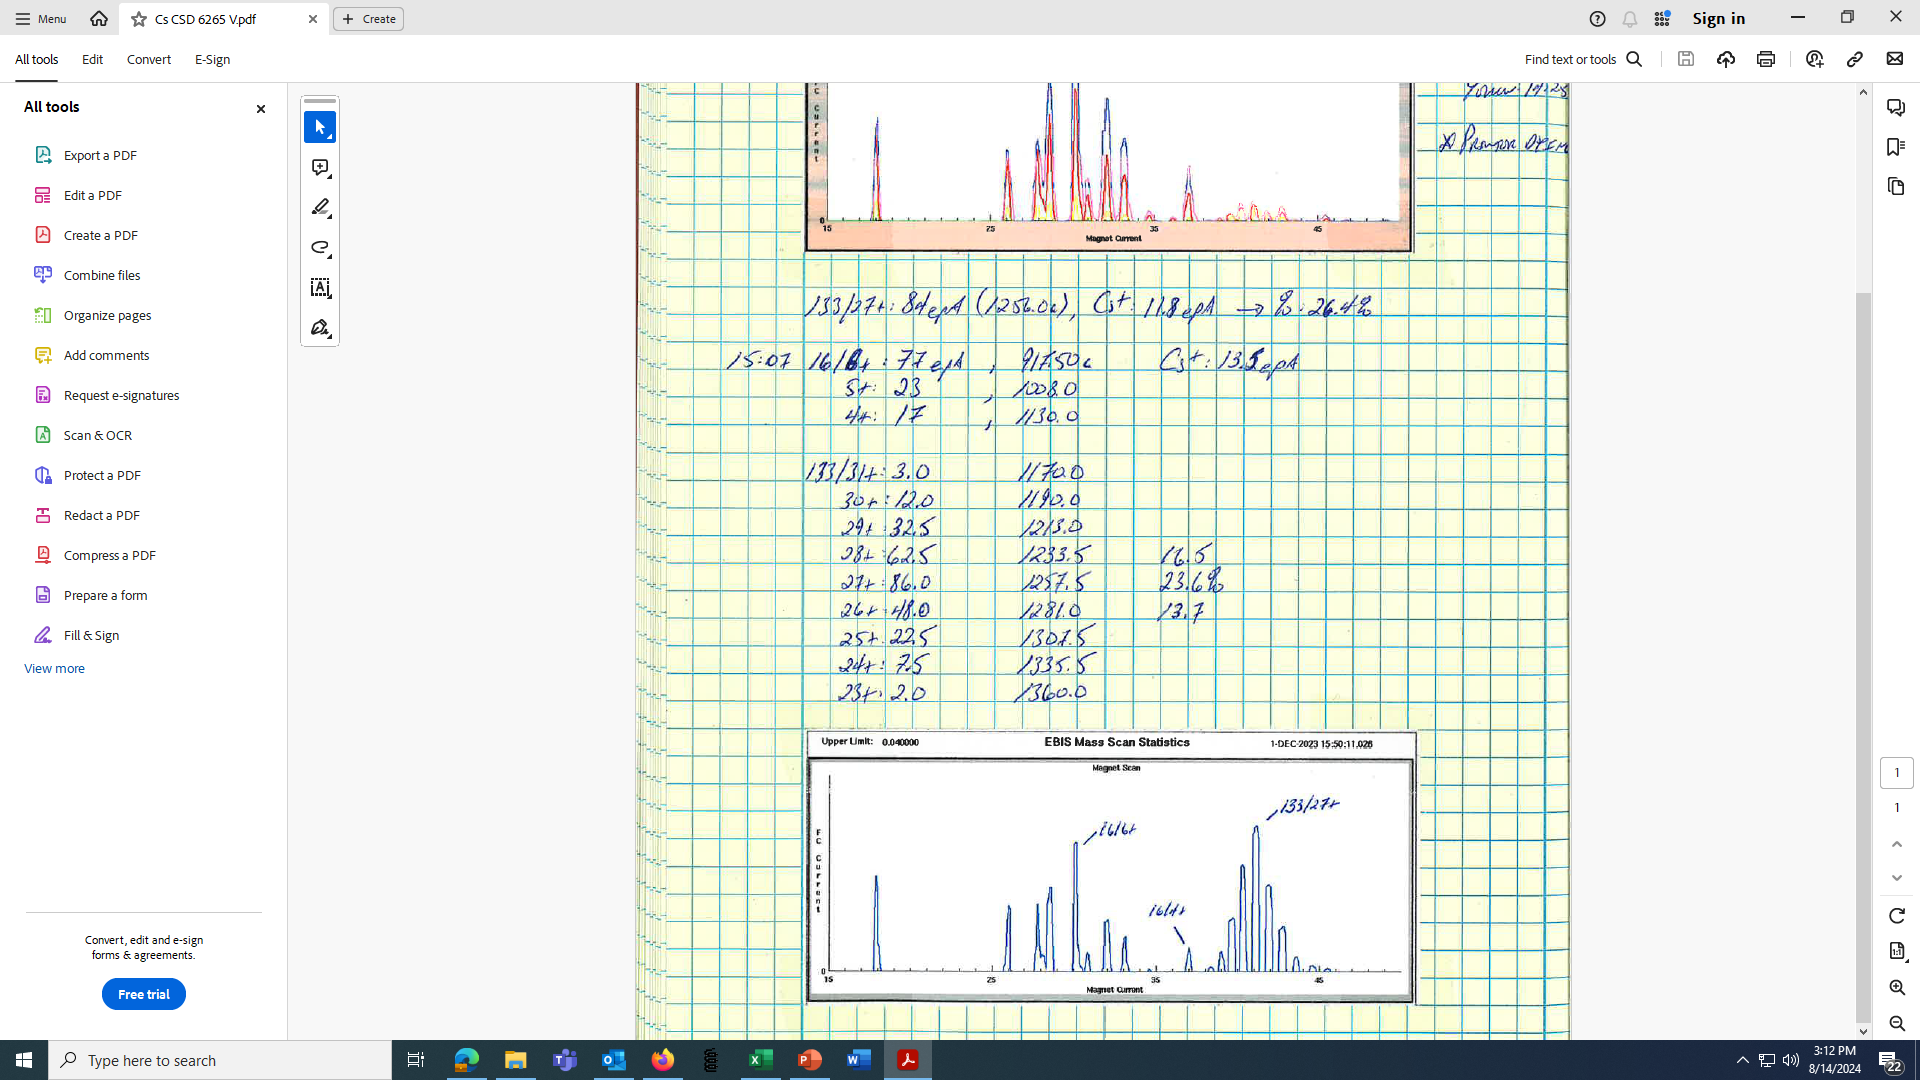 Menu
Cs CSD 6265 V.pdf
Create
Sign in
All tools
Edit
Convert
E-Sign
Find text or tools
All tools
Export a PDF
Edit a PDF
Create a PDF
Combine files
Organize pages
Add comments
Request e-signatures
Scan & OCR
Protect a PDF
Redact a PDF
Compress a PDF
Prepare a form
Fill & Sign
View more
Convert, edit and e-sign
forms & agreements.
Free trial
C
Current
0
15 25 35 45
Magnet Current
133/27+: 84epA (1256.0a), Cs+: 11.8epA → %: 26.4%
15:07 16/6+: 77epA , 917.50a Cs+: 13.5epA
5+: 23 , 1008.0
4+: 17 , 1130.0
133/31+: 3.0 1170.0
30+: 12.0 1190.0
29+: 32.5 1213.0
28+: 62.5 1233.5 16.5
27+: 86.0 1257.5 23.6%
26+: 48.0 1281.0 13.7
25+: 22.5 1307.5
24+: 7.5 1335.5
23+: 2.0 1360.0
Upper Limit: 0.040000 EBIS Mass Scan Statistics 1-DEC-2023 15:50:11.026
Magnet Scan
133/27+
16/6+
16/4+
FC Current
0
15 25 35 45
Magnet Current
1
1
Type here to search
3:12 PM
8/14/2024
22